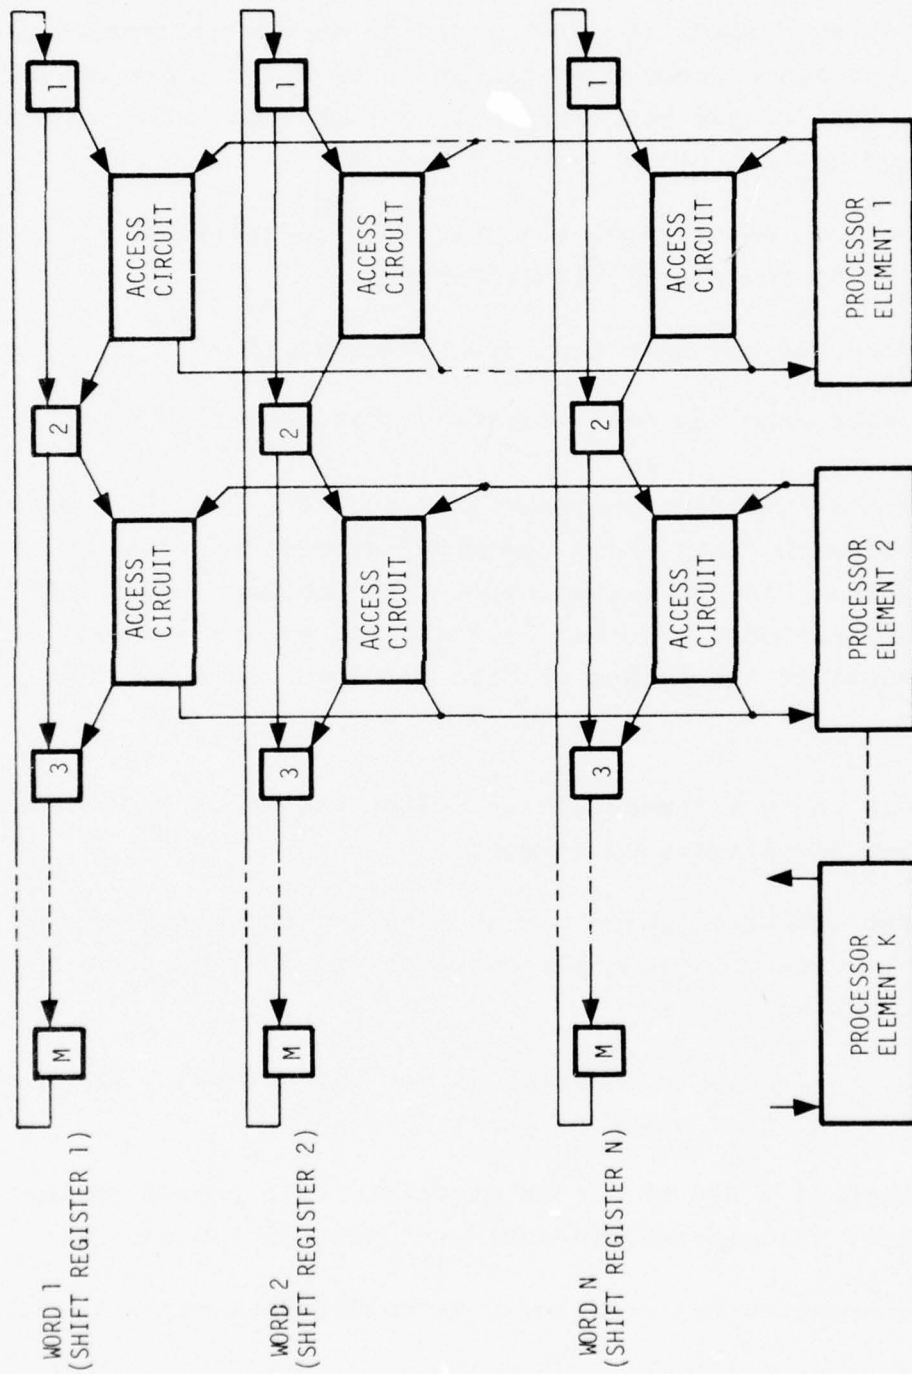 WORD 1
(SHIFT REGISTER 1)
M
3
2
1
ACCESS
CIRCUIT
ACCESS
CIRCUIT
WORD 2
(SHIFT REGISTER 2)
M
3
2
1
ACCESS
CIRCUIT
ACCESS
CIRCUIT
WORD N
(SHIFT REGISTER N)
M
3
2
1
ACCESS
CIRCUIT
ACCESS
CIRCUIT
PROCESSOR
ELEMENT K
PROCESSOR
ELEMENT 2
PROCESSOR
ELEMENT 1